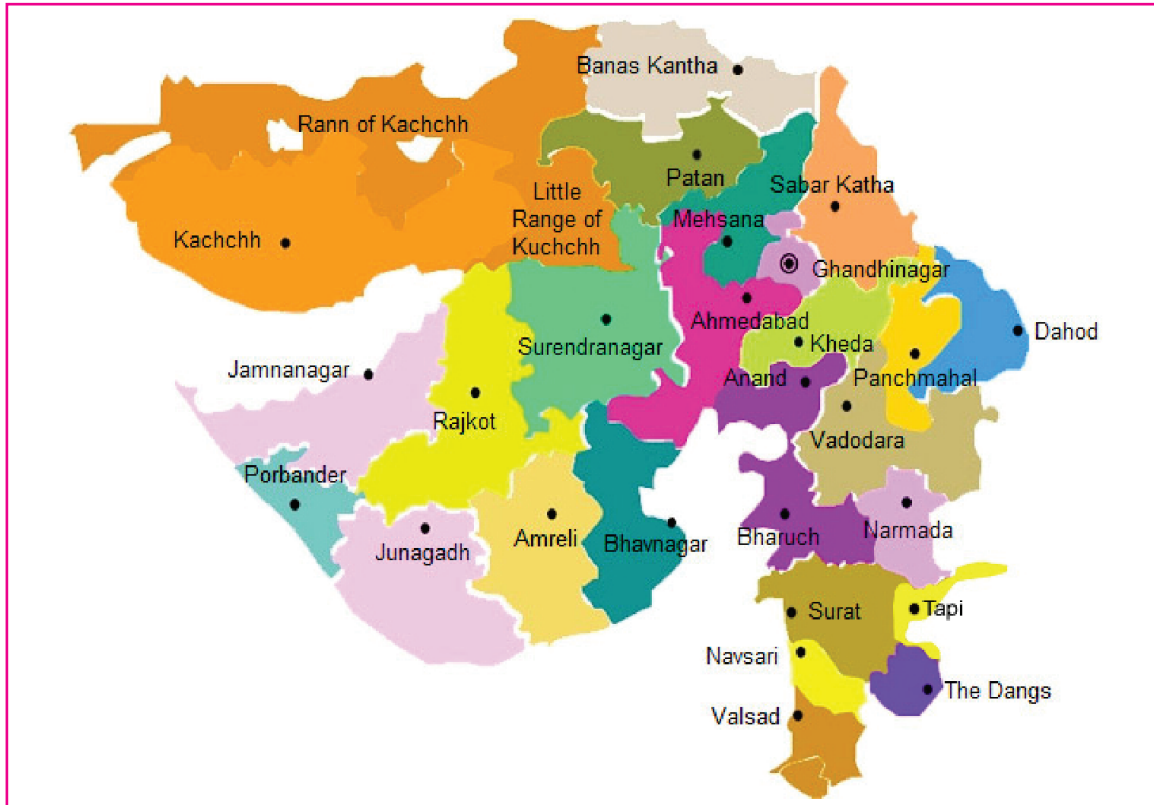 Banas Kantha
Rann of Kachchh
Patan
Sabar Katha
Little
Range of
Kuchchh
Mehsana
Kachchh
Ghandhinagar
Ahmedabad
Dahod
Surendranagar
Kheda
Jamnanagar
Anand
Panchmahal
Rajkot
Vadodara
Porbander
Narmada
Amreli
Bhavnagar
Bharuch
Junagadh
Surat
Tapi
Navsari
The Dangs
Valsad